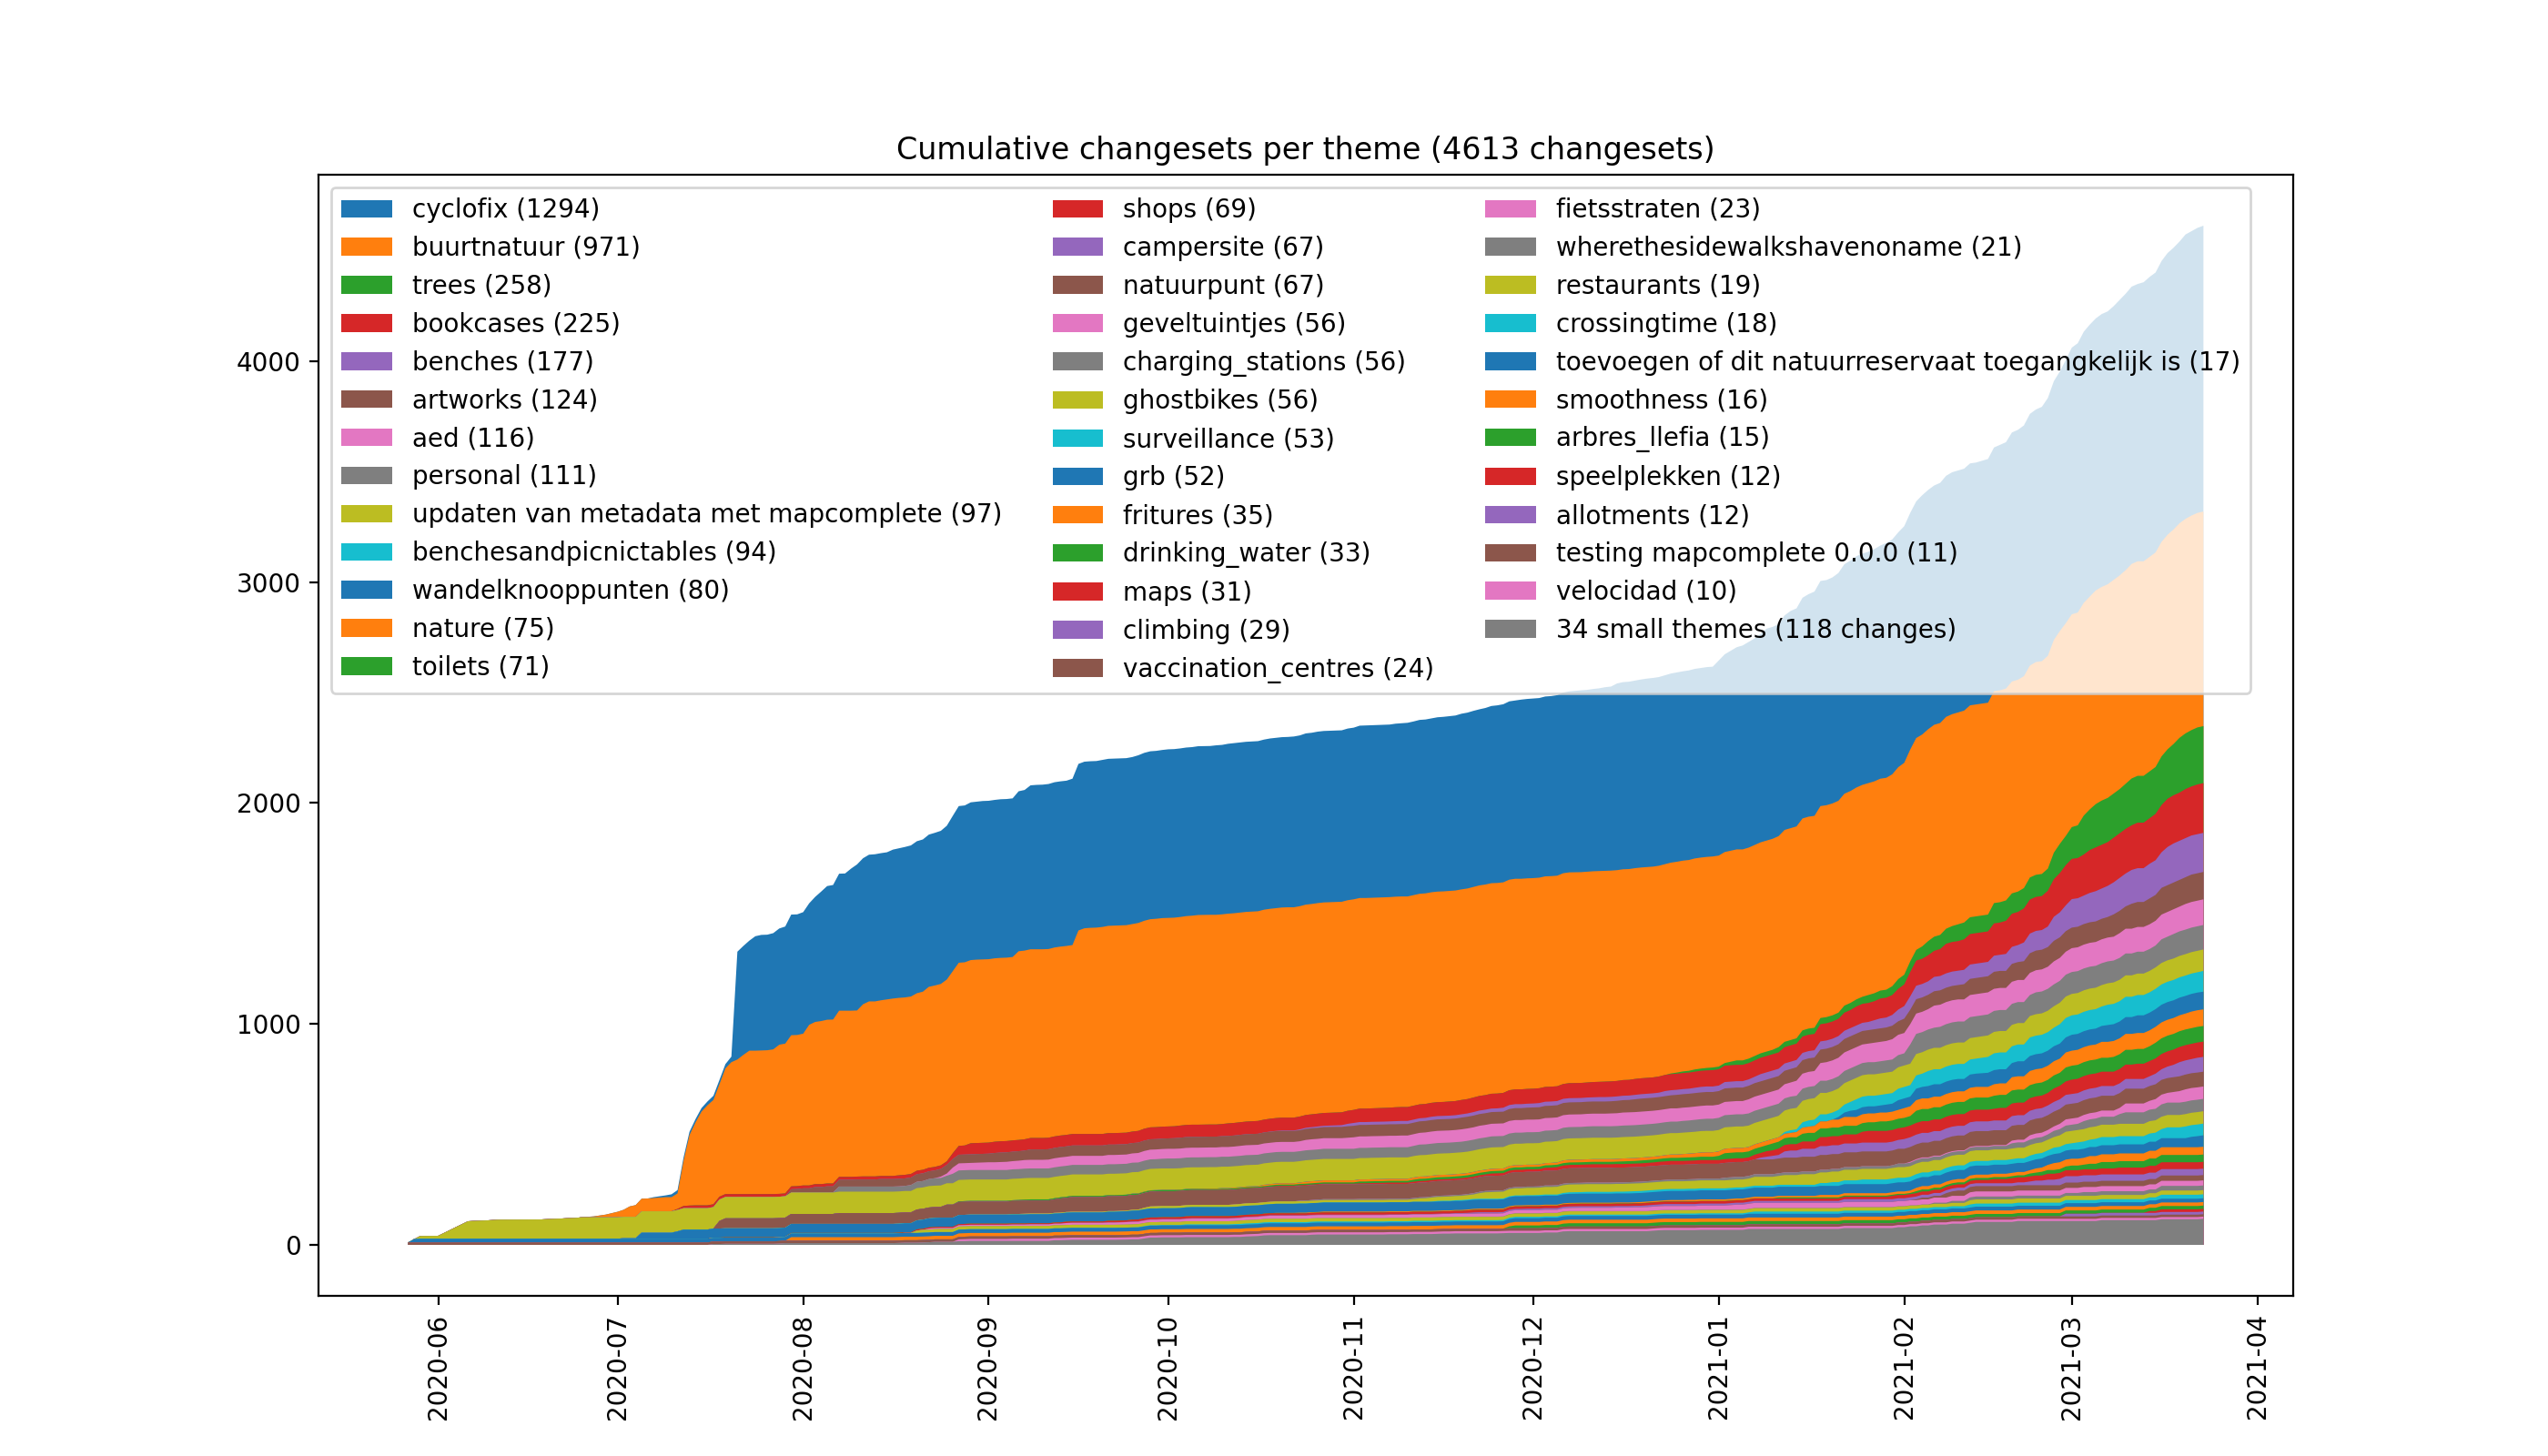 Cumulative changesets per theme (4613 changesets)
cyclofix (1294)
buurtnatuur (971)
trees (258)
bookcases (225)
benches (177)
artworks (124)
aed (116)
personal (111)
updaten van metadata met mapcomplete (97)
benchesandpicnictables (94)
wandelknooppunten (80)
nature (75)
toilets (71)
shops (69)
campersite (67)
natuurpunt (67)
geveltuintjes (56)
charging_stations (56)
ghostbikes (56)
surveillance (53)
grb (52)
fritures (35)
drinking_water (33)
maps (31)
climbing (29)
vaccination_centres (24)
fietsstraten (23)
wherethesidewalkshavenoname (21)
restaurants (19)
crossingtime (18)
toevoegen of dit natuurreservaat toegangkelijk is (17)
smoothness (16)
arbres_llefia (15)
speelplekken (12)
allotments (12)
testing mapcomplete 0.0.0 (11)
velocidad (10)
34 small themes (118 changes)
4000
3000
2000
1000
0
2020-06
2020-07
2020-08
2020-09
2020-10
2020-11
2020-12
2021-01
2021-02
2021-03
2021-04